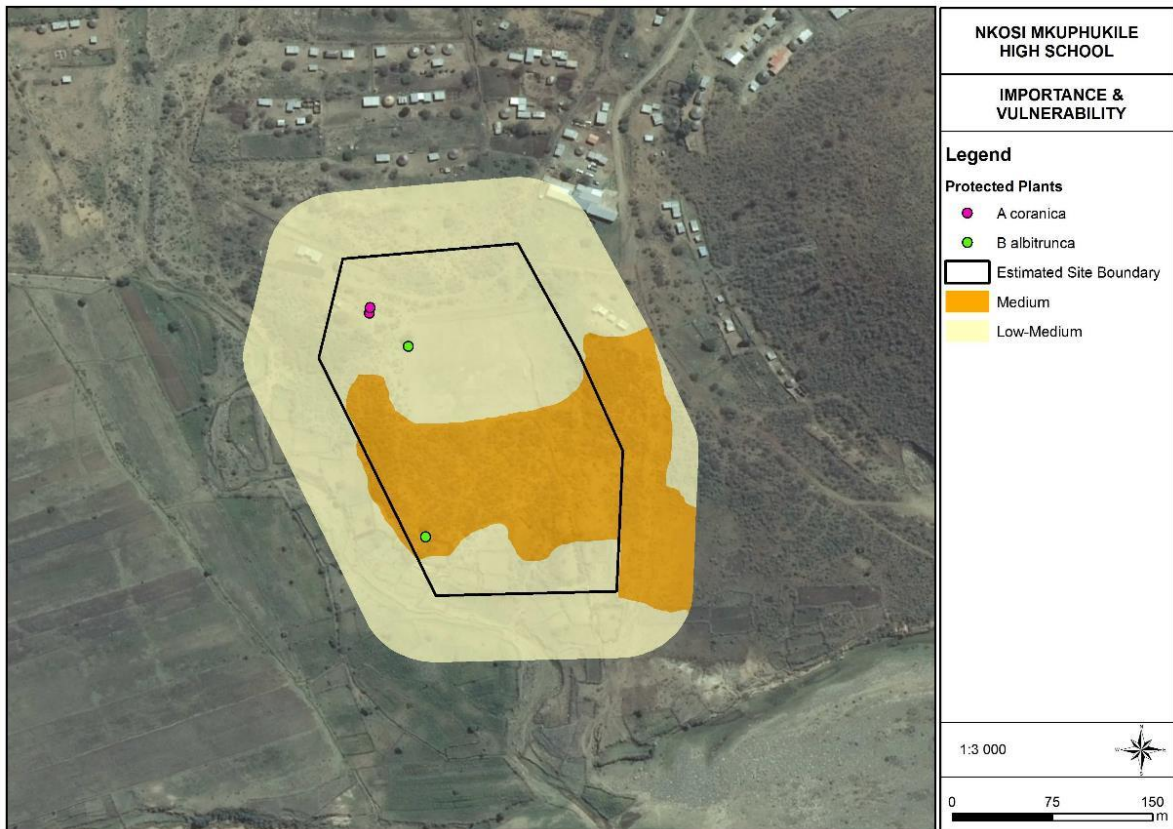 NKOSI MKUPHUKILE
HIGH SCHOOL
IMPORTANCE &
VULNERABILITY
Legend
Protected Plants
A coranica
B albitrunca
Estimated Site Boundary
Medium
Low-Medium
1:3 000
N
W
E
S
0 75 150
m